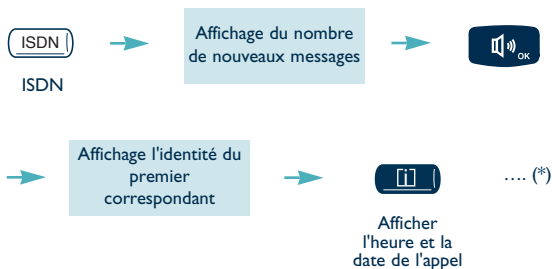 ISDN
Affichage du nombre
de nouveaux messages
OK
ISDN
Affichage l'identité du
premier
correspondant
[i]
.... (*)
Afficher
l'heure et la
date de l'appel